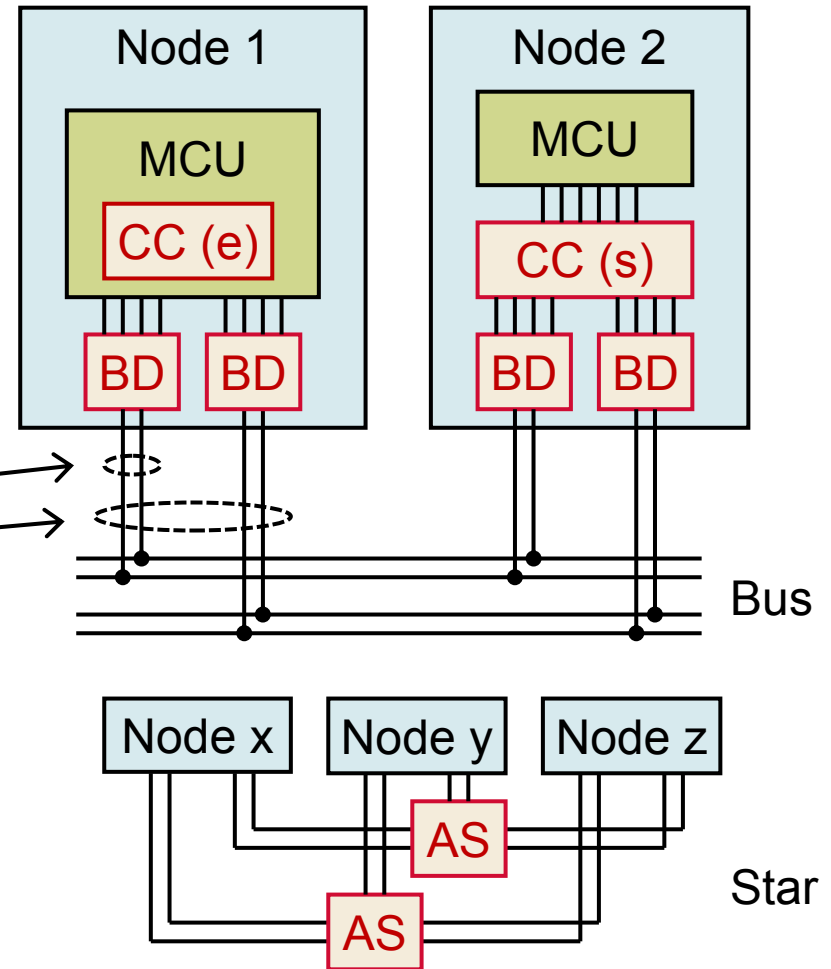 Node 1
MCU
CC (e)
BD BD
Node 2
MCU
CC (s)
BD BD
Bus
Node x Node y Node z
AS
AS
Star